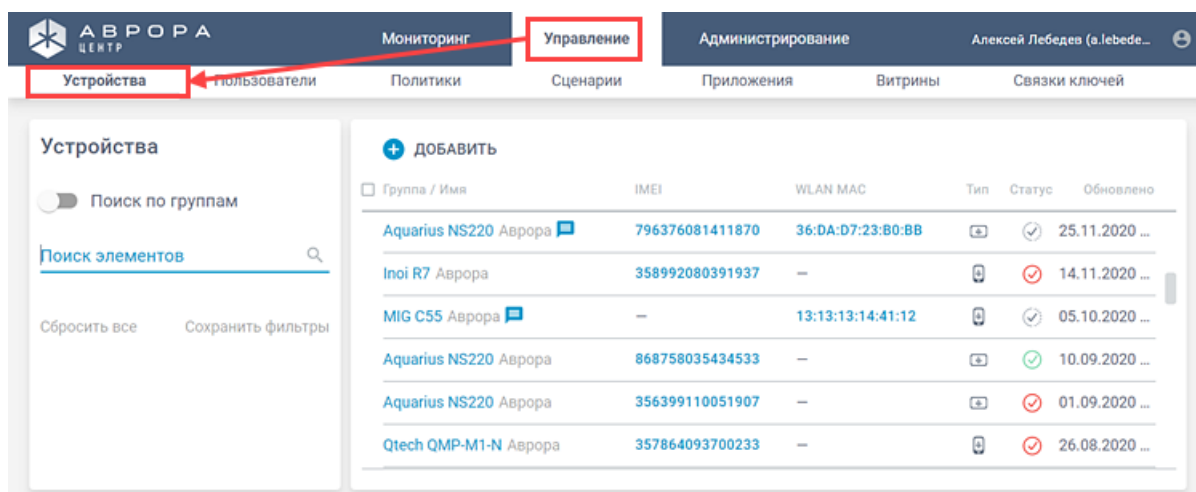 АВРОРА
ЦЕНТР
Мониторинг Управление Администрирование Алексей Лебедев (a.lebede...
Устройства Пользователи Политики Сценарии Приложения Витрины Связки ключей
Устройства
Поиск по группам
Поиск элементов
Сбросить все Сохранить фильтры
ДОБАВИТЬ
Группа / Имя IMEI WLAN MAC Тип Статус Обновлено
Aquarius NS220 Аврора 796376081411870 36:DA:D7:23:B0:BB 25.11.2020 ...
Inoi R7 Аврора 358992080391937 — 14.11.2020 ...
MIG C55 Аврора — 13:13:13:14:41:12 05.10.2020 ...
Aquarius NS220 Аврора 868758035434533 — 10.09.2020 ...
Aquarius NS220 Аврора 356399110051907 — 01.09.2020 ...
Qtech QMP-M1-N Аврора 357864093700233 — 26.08.2020 ...